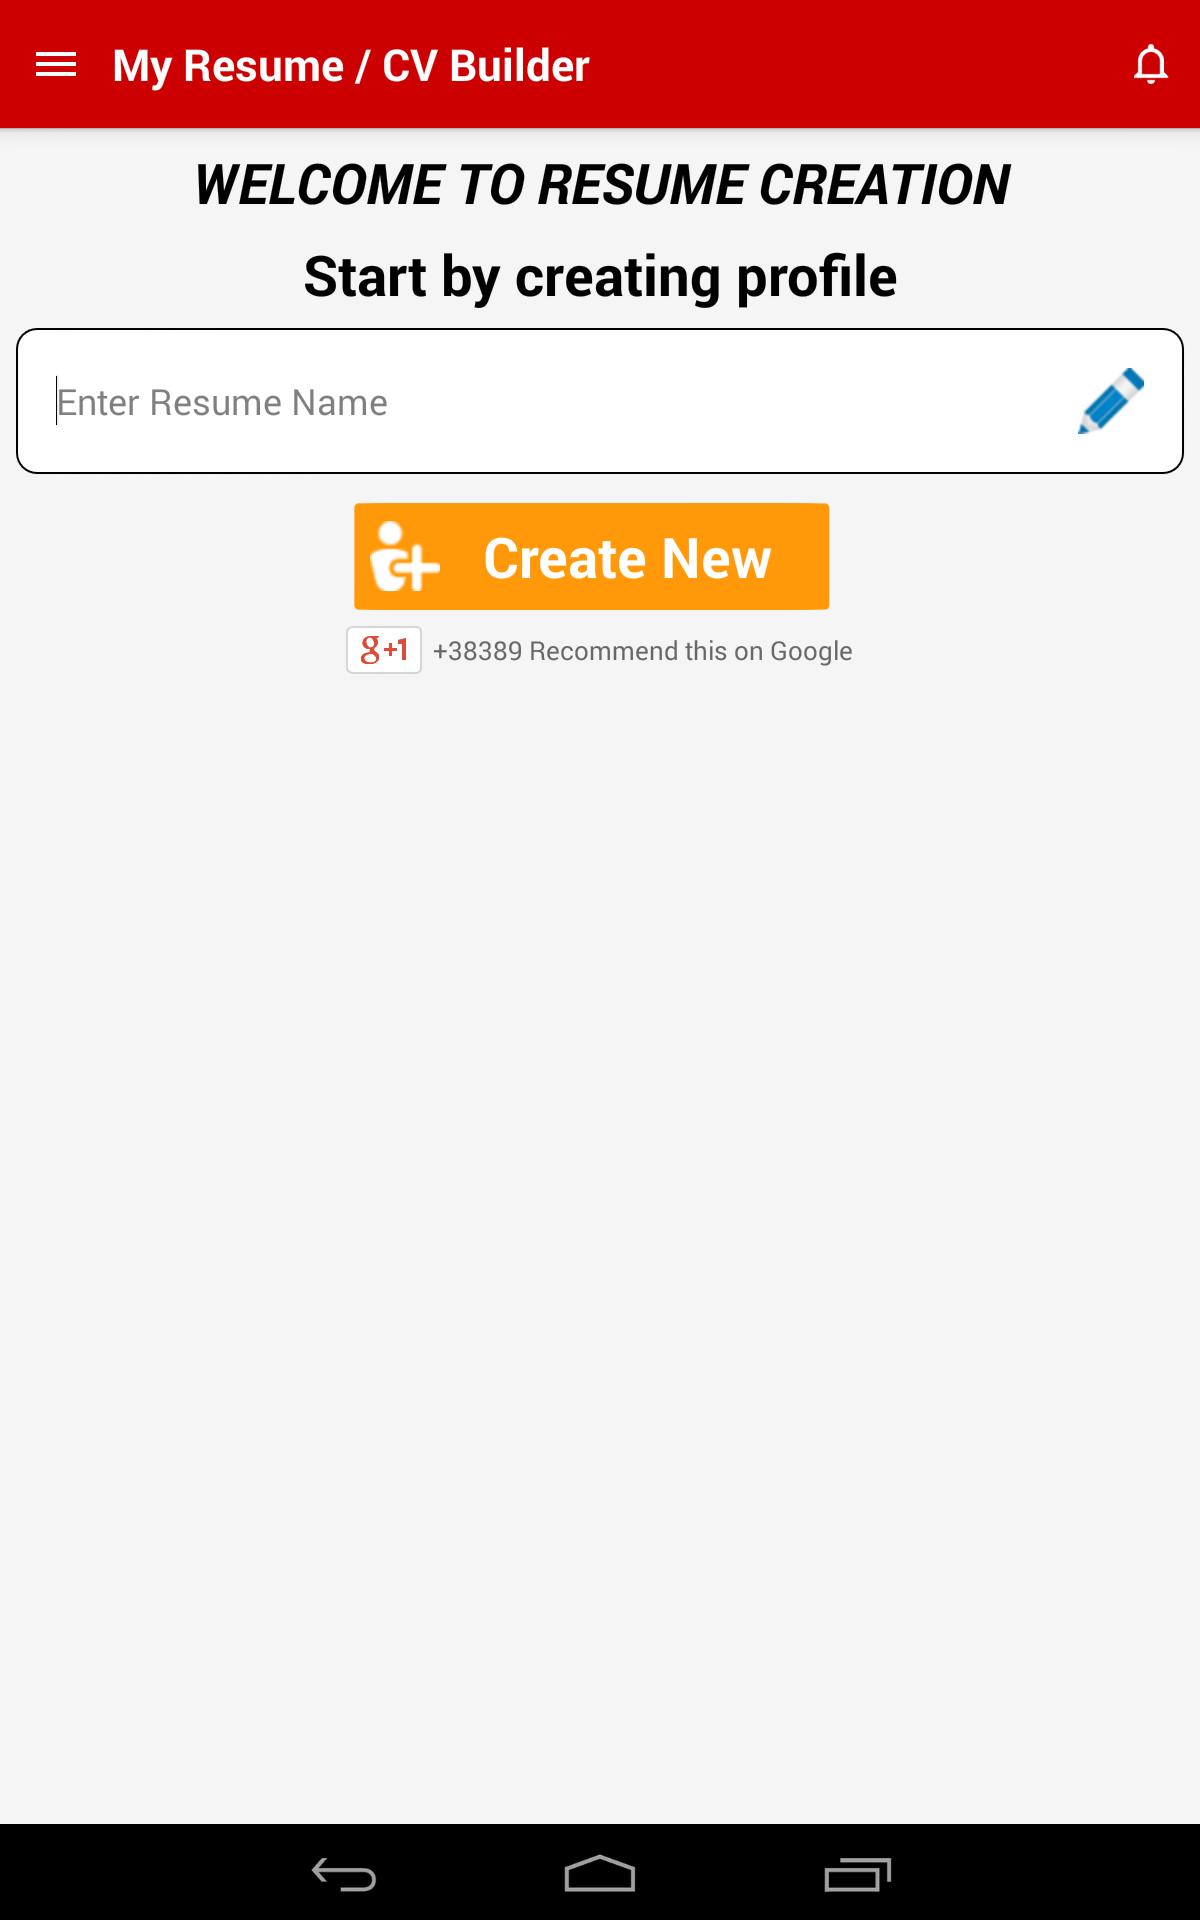 My Resume / CV Builder
WELCOME TO RESUME CREATION
Start by creating profile
Enter Resume Name
Create New
g+1 +38389 Recommend this on Google